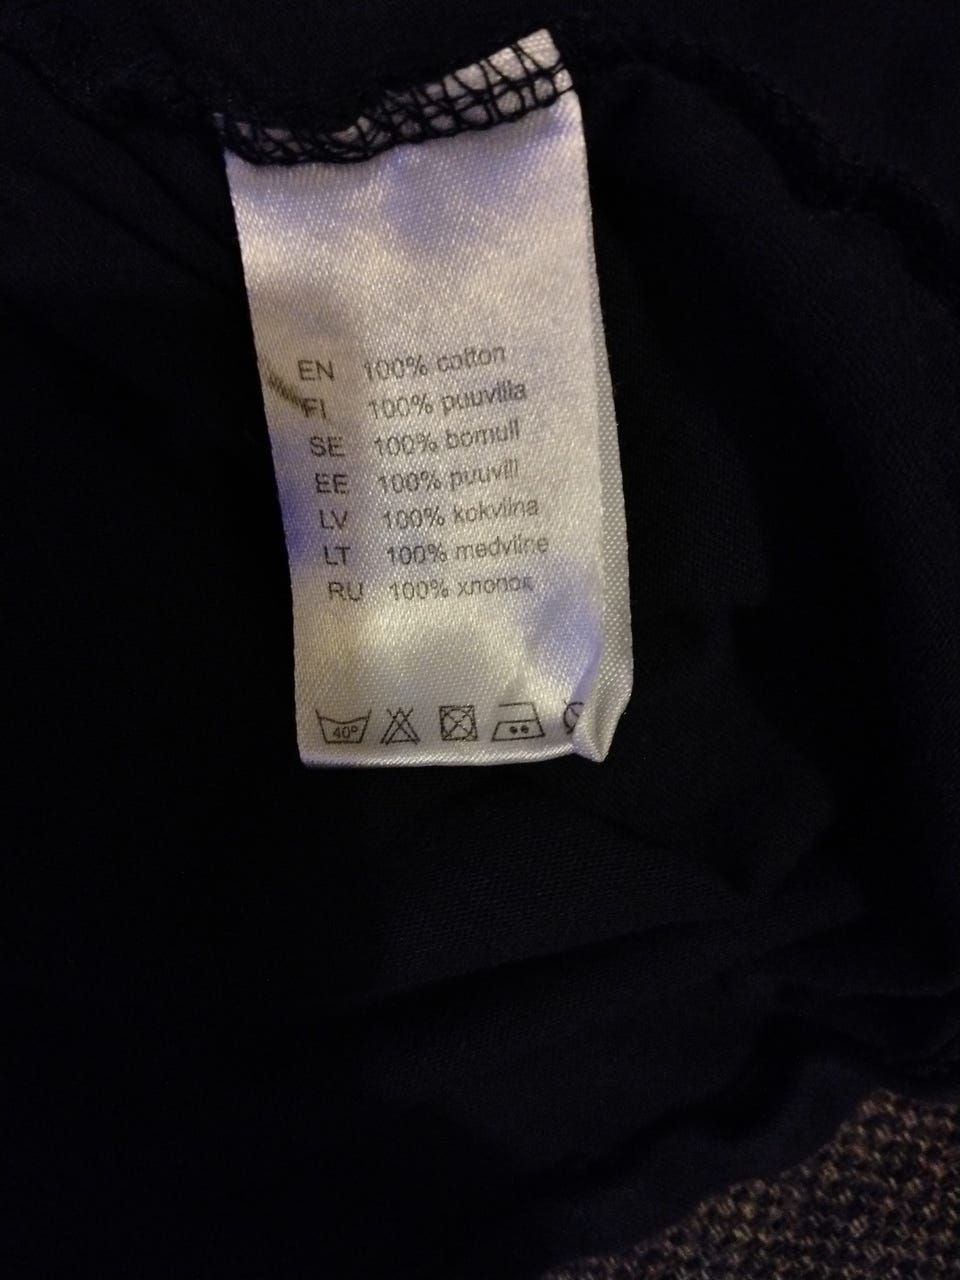 EN 100% cotton
FI 100% puuvilla
SE 100% bomull
EE 100% puuvill
LV 100% kokvilna
LT 100% medvilne
RU 100% хлопок
40°